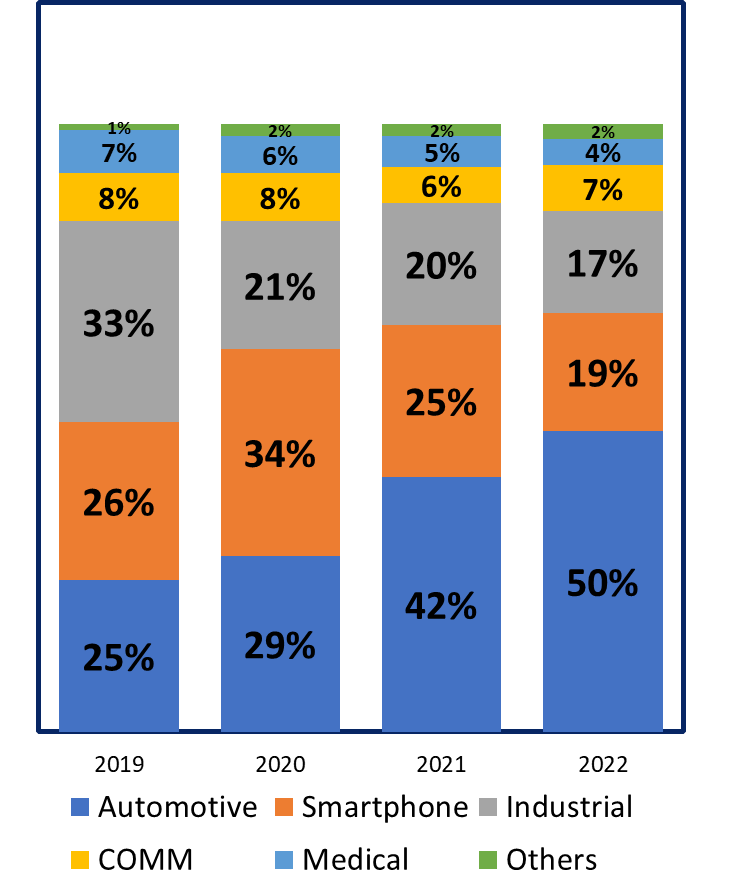 1% 2% 2% 2%
7% 6% 5% 4%
8% 8% 6% 7%
33% 21% 20% 17%
26% 34% 25% 19%
25% 29% 42% 50%
2019 2020 2021 2022
Automotive Smartphone Industrial
COMM Medical Others